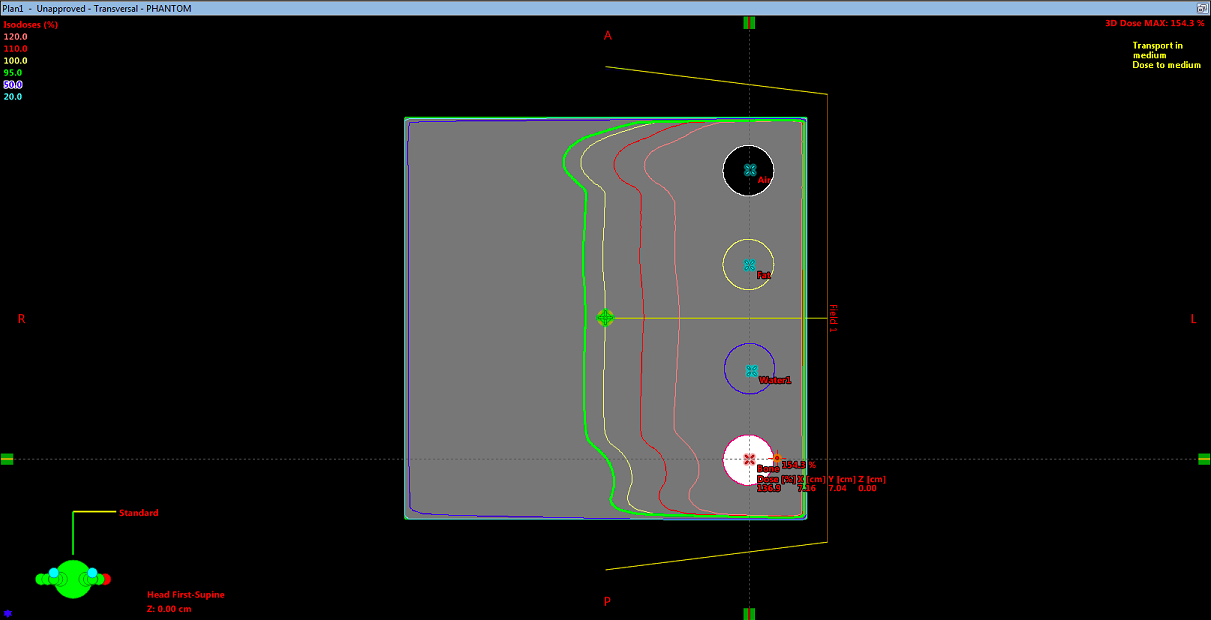 Plan1 - Unapproved - Transversal - PHANTOM
Isodoses (%)
120.0
110.0
100.0
95.0
50.0
20.0
3D Dose MAX: 154.3 %
Transport in
medium
Dose to medium
A
Air
Fat
R
Field 1
L
Water1
154.3 %
Bone
Dose [%] X [cm] Y [cm] Z [cm]
7.16 7.04 0.00
Standard
Head First-Supine
Z: 0.00 cm
P